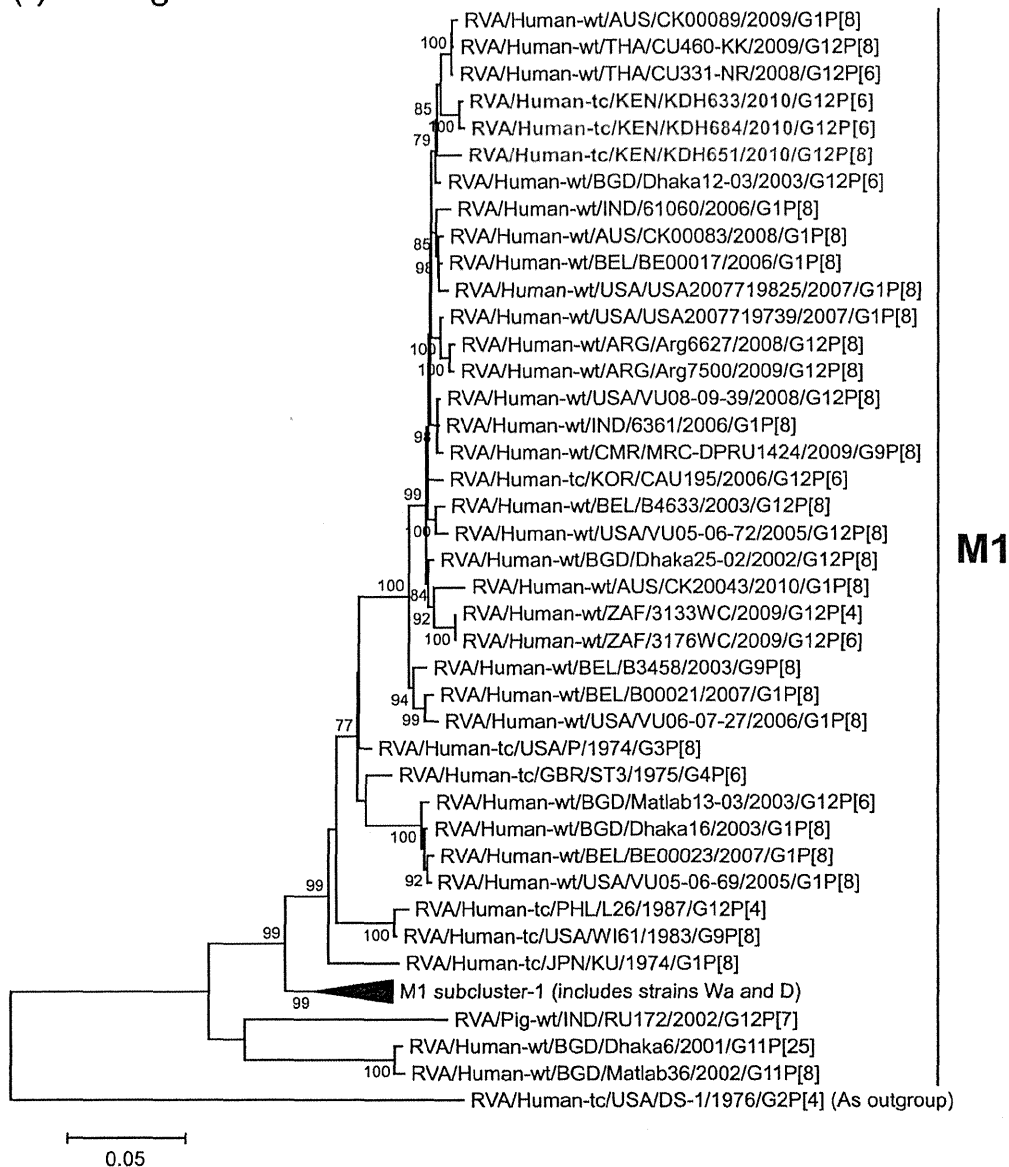 RVA/Human-wt/AUS/CK00089/2009/G1P[8]
100
RVA/Human-wt/THA/CU460-KK/2009/G12P[8]
RVA/Human-wt/THA/CU331-NR/2008/G12P[6]
85
RVA/Human-tc/KEN/KDH633/2010/G12P[6]
100
RVA/Human-tc/KEN/KDH684/2010/G12P[6]
79
RVA/Human-tc/KEN/KDH651/2010/G12P[8]
RVA/Human-wt/BGD/Dhaka12-03/2003/G12P[6]
RVA/Human-wt/IND/61060/2006/G1P[8]
85
RVA/Human-wt/AUS/CK00083/2008/G1P[8]
98
RVA/Human-wt/BEL/BE00017/2006/G1P[8]
RVA/Human-wt/USA/USA2007719825/2007/G1P[8]
RVA/Human-wt/USA/USA2007719739/2007/G1P[8]
100
RVA/Human-wt/ARG/Arg6627/2008/G12P[8]
100
RVA/Human-wt/ARG/Arg7500/2009/G12P[8]
RVA/Human-wt/USA/VU08-09-39/2008/G12P[8]
RVA/Human-wt/IND/6361/2006/G1P[8]
98
RVA/Human-wt/CMR/MRC-DPRU1424/2009/G9P[8]
RVA/Human-tc/KOR/CAU195/2006/G12P[6]
99
RVA/Human-wt/BEL/B4633/2003/G12P[8]
100
RVA/Human-wt/USA/VU05-06-72/2005/G12P[8]
RVA/Human-wt/BGD/Dhaka25-02/2002/G12P[8]
M1
100
84
RVA/Human-wt/AUS/CK20043/2010/G1P[8]
92
RVA/Human-wt/ZAF/3133WC/2009/G12P[4]
100
RVA/Human-wt/ZAF/3176WC/2009/G12P[6]
RVA/Human-wt/BEL/B3458/2003/G9P[8]
94
RVA/Human-wt/BEL/B00021/2007/G1P[8]
99
RVA/Human-wt/USA/VU06-07-27/2006/G1P[8]
77
RVA/Human-tc/USA/P/1974/G3P[8]
RVA/Human-tc/GBR/ST3/1975/G4P[6]
RVA/Human-wt/BGD/Matlab13-03/2003/G12P[6]
100
RVA/Human-wt/BGD/Dhaka16/2003/G1P[8]
RVA/Human-wt/BEL/BE00023/2007/G1P[8]
92
RVA/Human-wt/USA/VU05-06-69/2005/G1P[8]
99
RVA/Human-tc/PHL/L26/1987/G12P[4]
100
RVA/Human-tc/USA/WI61/1983/G9P[8]
99
RVA/Human-tc/JPN/KU/1974/G1P[8]
99
M1 subcluster-1 (includes strains Wa and D)
RVA/Pig-wt/IND/RU172/2002/G12P[7]
RVA/Human-wt/BGD/Dhaka6/2001/G11P[25]
100
RVA/Human-wt/BGD/Matlab36/2002/G11P[8]
RVA/Human-tc/USA/DS-1/1976/G2P[4] (As outgroup)
0.05